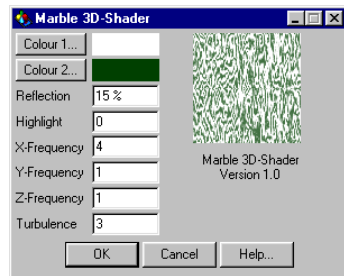 Marble 3D-Shader
Colour 1...
Colour 2...
Reflection 15 %
Highlight 0
X-Frequency 4
Y-Frequency 1
Z-Frequency 1
Turbulence 3
Marble 3D-Shader
Version 1.0
OK Cancel Help...